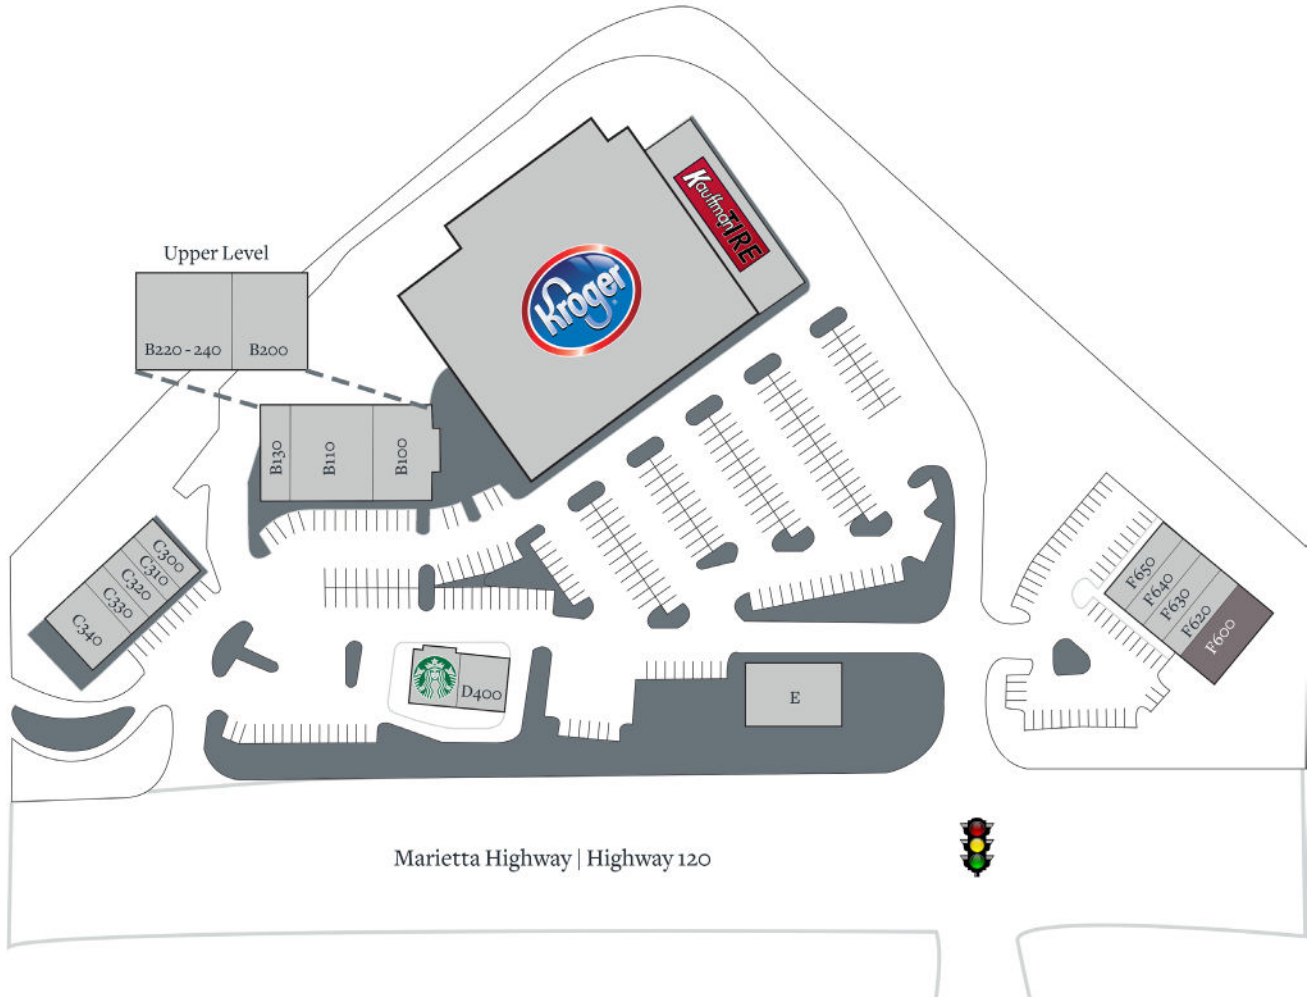 Kauffman
TIRE
Upper Level
Kroger
B220 - 240
B200
B130
B110
B100
C300
C310
C320
C330
C340
F650
F640
F630
F620
F600
D400
E
Marietta Highway | Highway 120